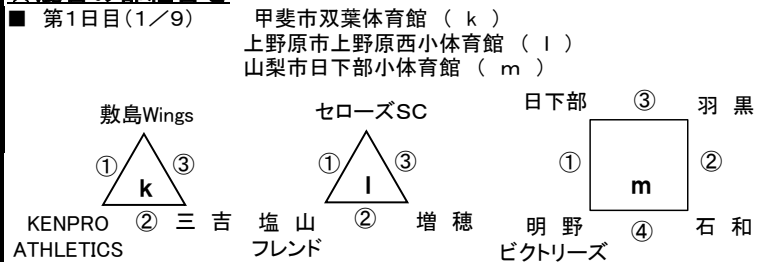 ■ 第1日目(1／9) 甲斐市双葉体育館 ( k )
上野原市上野原西小体育館 ( l )
山梨市日下部小体育館 ( m )
敷島Wings セローズSC 日下部 ③ 羽 黒
① ③ ① ③ ① ②
k l m
KENPRO ② 三 吉 塩 山 ② 増 穂 明 野 ④ 石 和
ATHLETICS フレンド ビクトリーズ